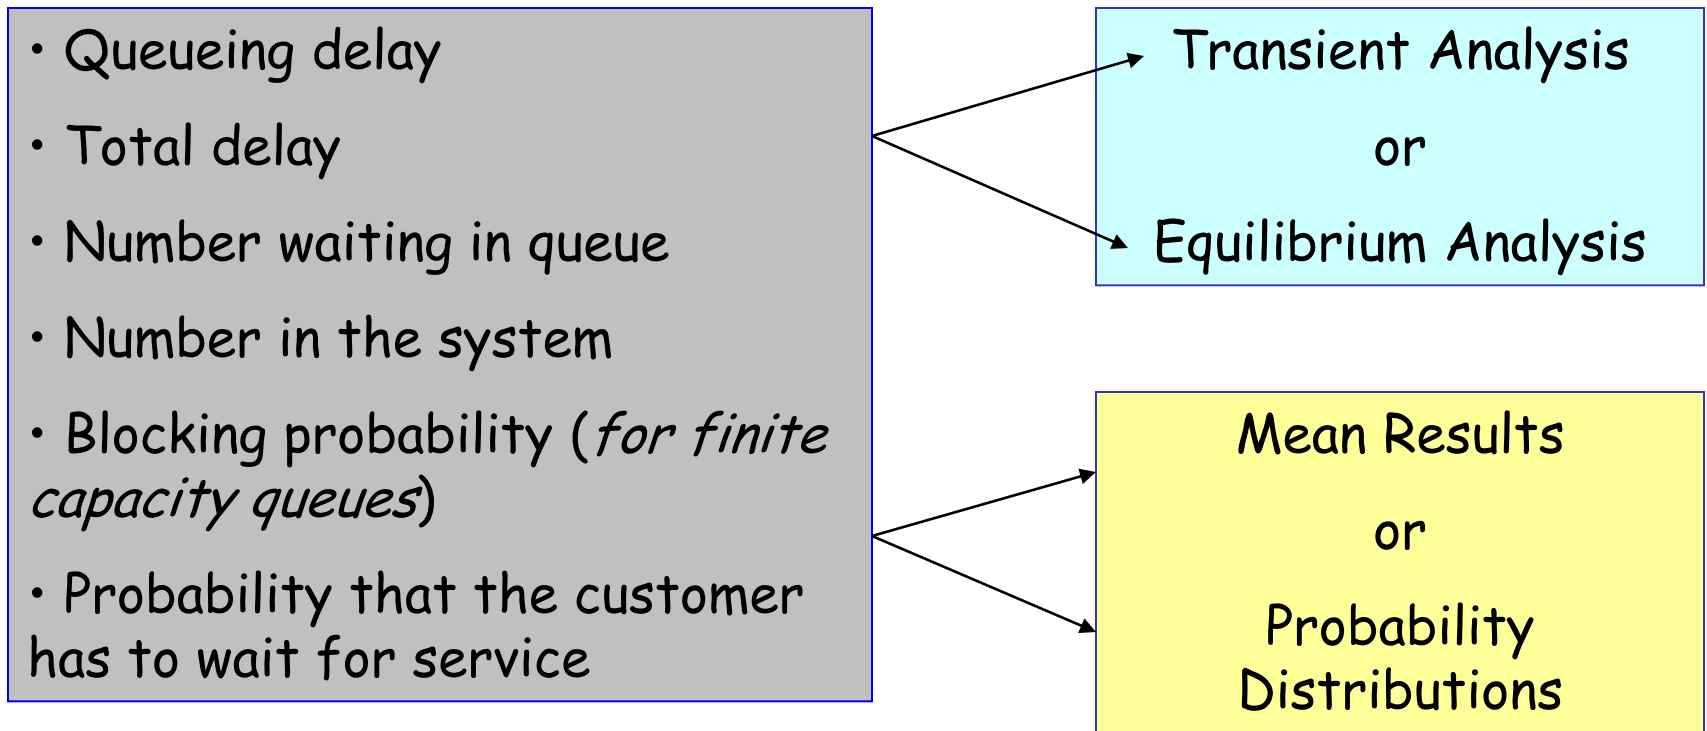 • Queueing delay
• Total delay
• Number waiting in queue
• Number in the system
• Blocking probability (for finite
capacity queues)
• Probability that the customer
has to wait for service
Transient Analysis
or
Equilibrium Analysis
Mean Results
or
Probability
Distributions